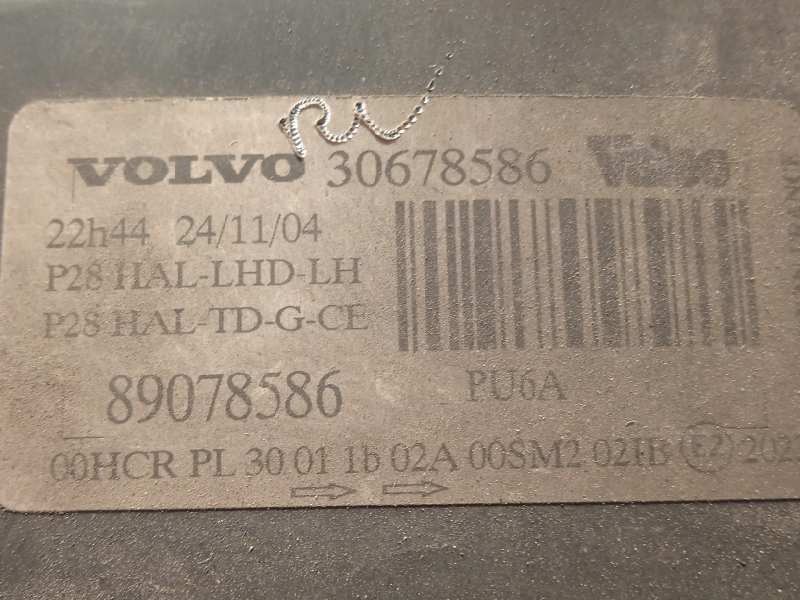 VOLVO 30678586 Valeo
22h44 24/11/04
P28 HAL-LHD-LH
P28 HAL-TD-G-CE
89078586
PU6A
00HCR PL 30 01 1b 02A 00SM2 02IB E2